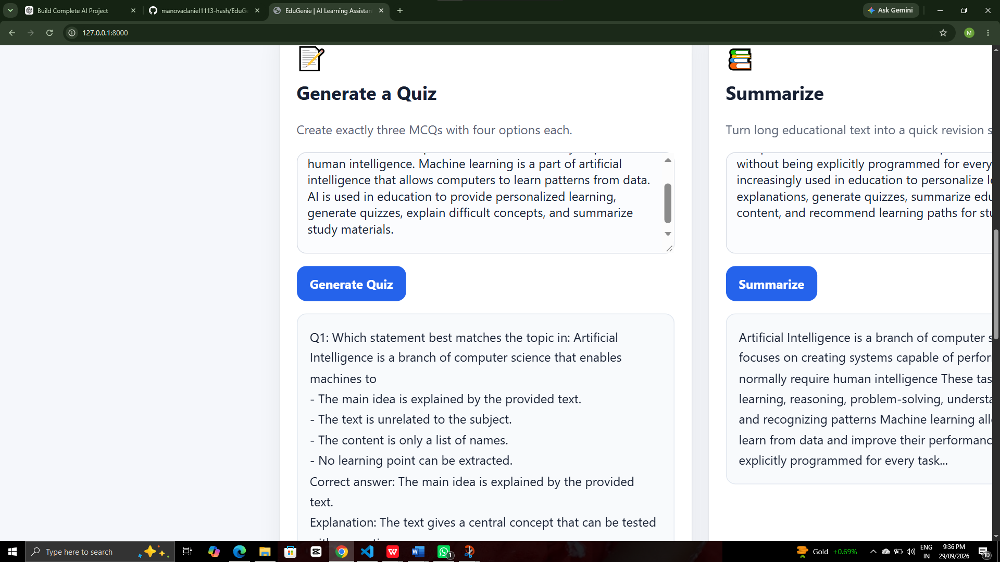 Build Complete AI Project
manovadaniel1113-hash/EduGe
EduGenie | AI Learning Assistan
Ask Gemini
127.0.0.1:8000
M
Generate a Quiz
Create exactly three MCQs with four options each.
human intelligence. Machine learning is a part of artificial
intelligence that allows computers to learn patterns from data.
AI is used in education to provide personalized learning,
generate quizzes, explain difficult concepts, and summarize
study materials.
Generate Quiz
Q1: Which statement best matches the topic in: Artificial
Intelligence is a branch of computer science that enables
machines to
- The main idea is explained by the provided text.
- The text is unrelated to the subject.
- The content is only a list of names.
- No learning point can be extracted.
Correct answer: The main idea is explained by the provided
text.
Explanation: The text gives a central concept that can be tested
Summarize
Turn long educational text into a quick revision s
without being explicitly programmed for every
increasingly used in education to personalize le
explanations, generate quizzes, summarize edu
content, and recommend learning paths for stu
Summarize
Artificial Intelligence is a branch of computer s
focuses on creating systems capable of perfor
normally require human intelligence These tas
learning, reasoning, problem-solving, understa
and recognizing patterns Machine learning allo
learn from data and improve their performanc
explicitly programmed for every task...
Type here to search
1
Gold +0.69%
ENG
IN
9:36 PM
29/09/2026
10